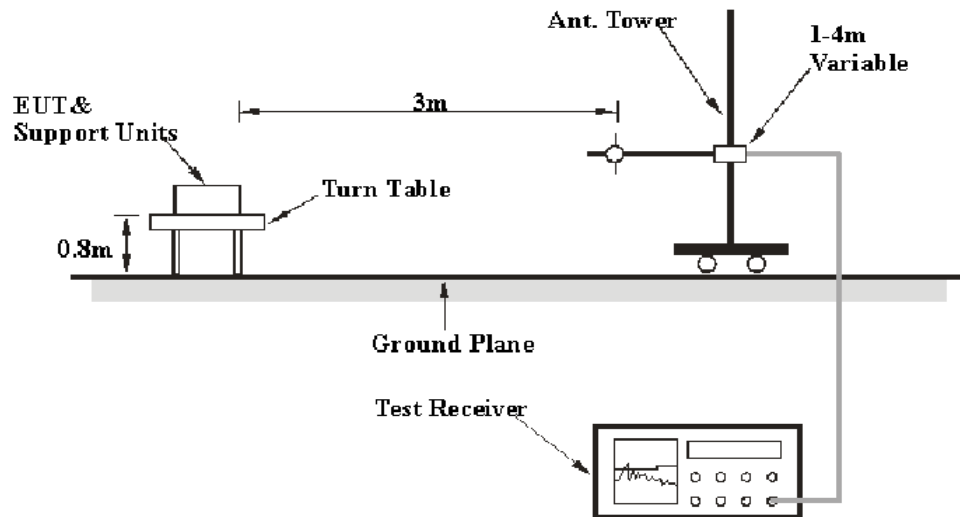 Ant. Tower
1-4m
Variable
3m
EUT&
Support Units
Turn Table
0.8m
Ground Plane
Test Receiver